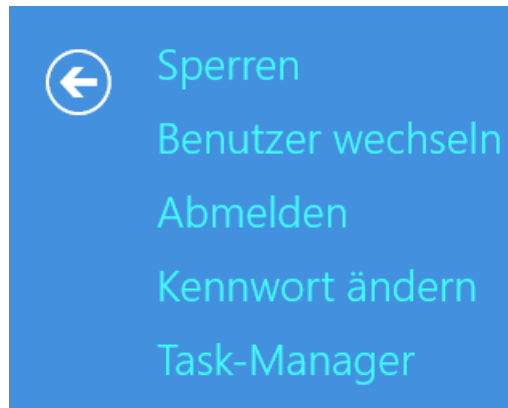 Sperren
Benutzer wechseln
Abmelden
Kennwort ändern
Task-Manager